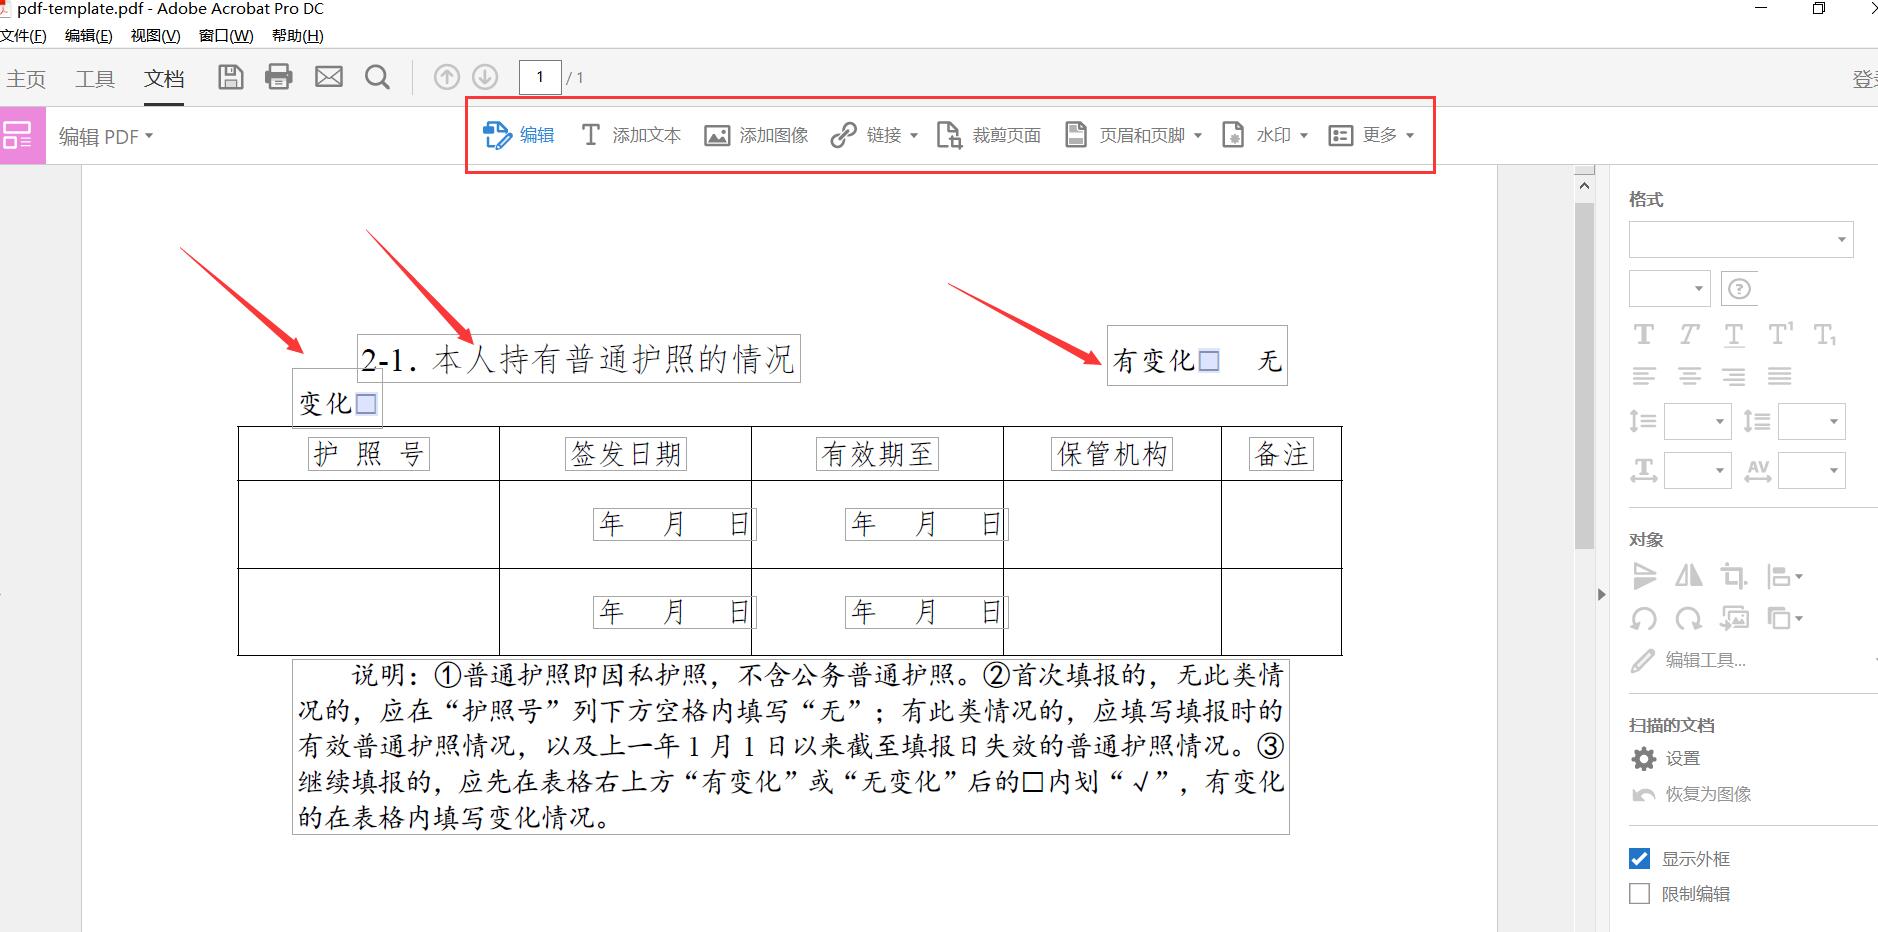 pdf-template.pdf - Adobe Acrobat Pro DC
文件(F) 编辑(E) 视图(V) 窗口(W) 帮助(H)
主页 工具 文档 1 / 1
编辑 PDF 编辑 添加文本 添加图像 链接 裁剪页面 页眉和页脚 水印 更多
2-1. 本人持有普通护照的情况 有变化□ 无
变化□
护 照 号 签发日期 有效期至 保管机构 备注
年 月 日 年 月 日
年 月 日 年 月 日
说明：①普通护照即因私护照，不含公务普通护照。②首次填报的，无此类情
况的，应在“护照号”列下方空格内填写“无”；有此类情况的，应填写填报时的
有效普通护照情况，以及上一年 1 月 1 日以来截至填报日失效的普通护照情况。③
继续填报的，应先在表格右上方“有变化”或“无变化”后的□内划“√”，有变化
的在表格内填写变化情况。
格式
对象
编辑工具...
扫描的文档
设置
恢复为图像
显示外框
限制编辑